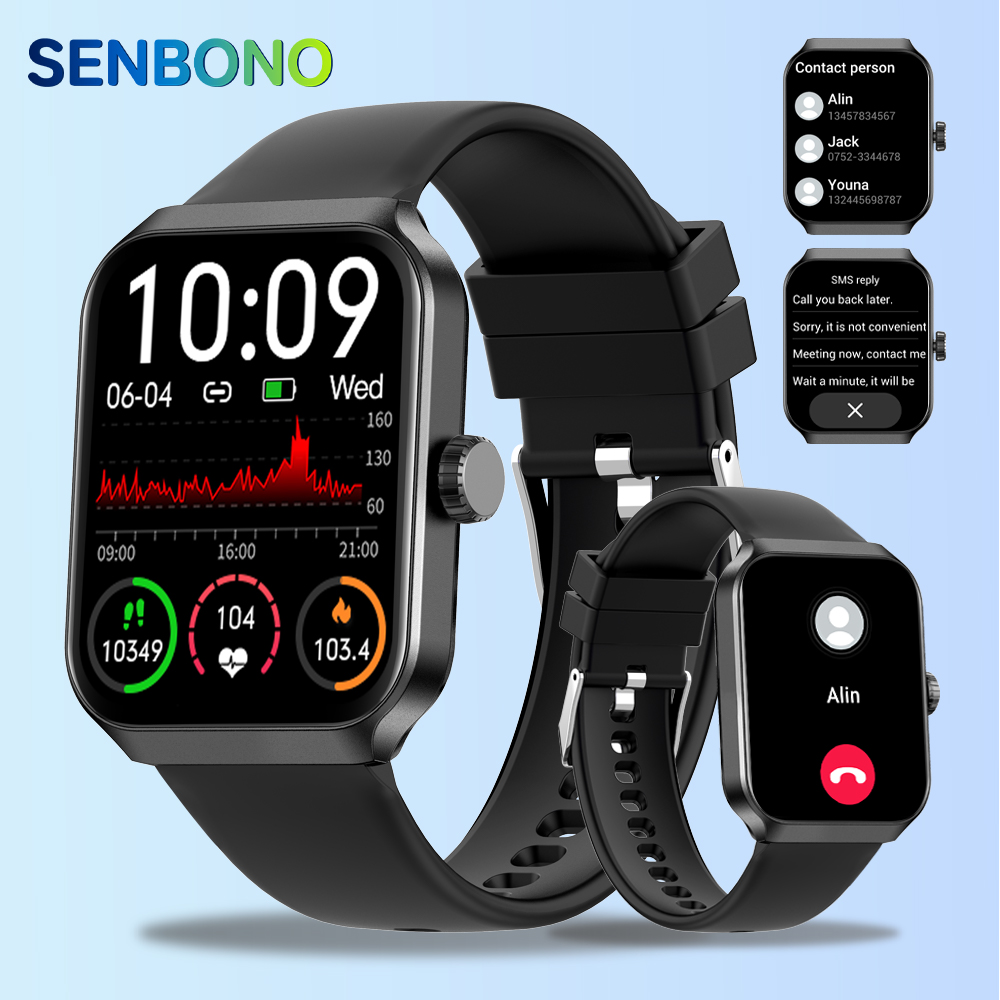 SENBONO
10:09
06-04 Wed
160
130
60
09:00 16:00 21:00
10349 104 103.4
Contact person
Alin
13457834567
Jack
0752-3344678
Youna
132445698787
SMS reply
Call you back later.
Sorry, it is not convenient
Meeting now, contact me
Wait a minute, it will be
Alin